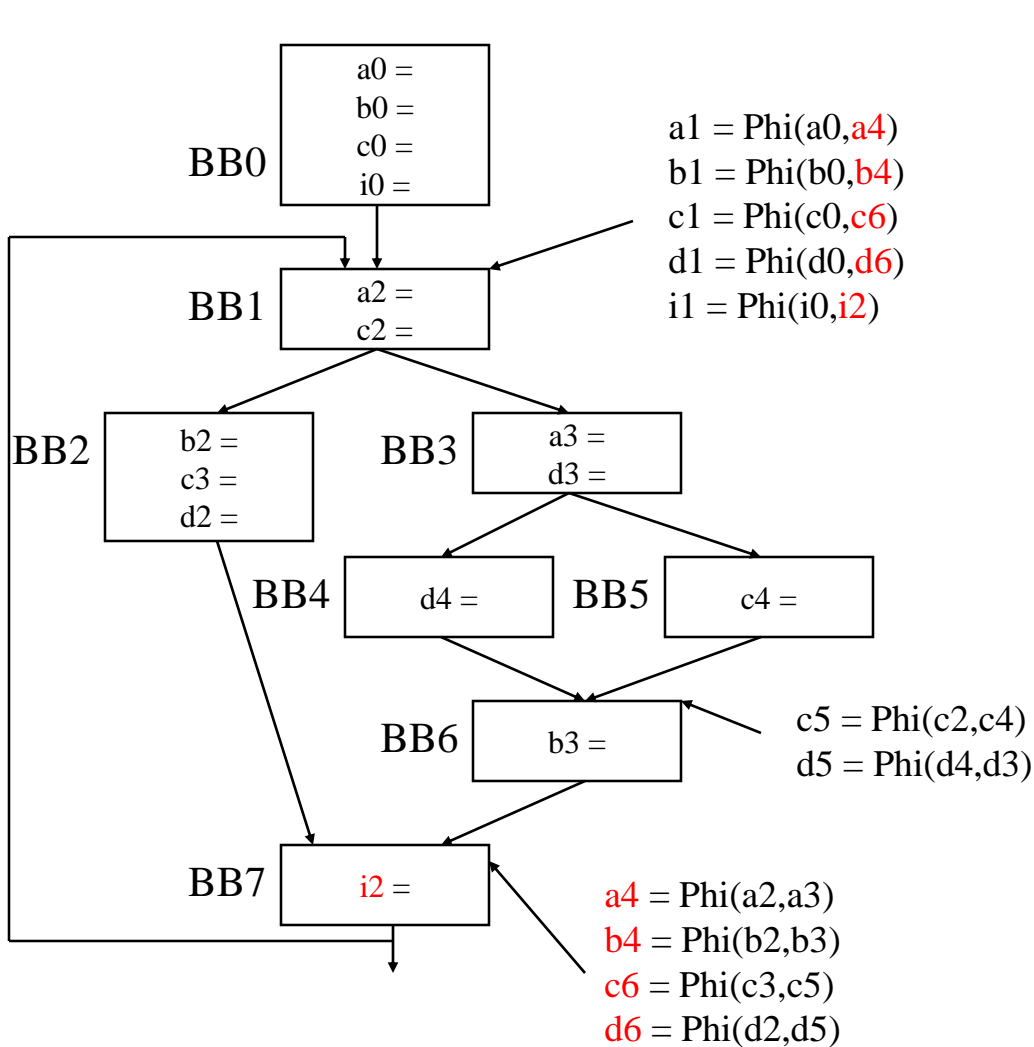 a0 =
b0 =
c0 =
i0 =
BB0
a1 = Phi(a0,a4)
b1 = Phi(b0,b4)
c1 = Phi(c0,c6)
d1 = Phi(d0,d6)
i1 = Phi(i0,i2)
BB1
a2 =
c2 =
BB2
b2 =
c3 =
d2 =
BB3
a3 =
d3 =
BB4
d4 =
BB5
c4 =
BB6
b3 =
c5 = Phi(c2,c4)
d5 = Phi(d4,d3)
BB7
i2 =
a4 = Phi(a2,a3)
b4 = Phi(b2,b3)
c6 = Phi(c3,c5)
d6 = Phi(d2,d5)